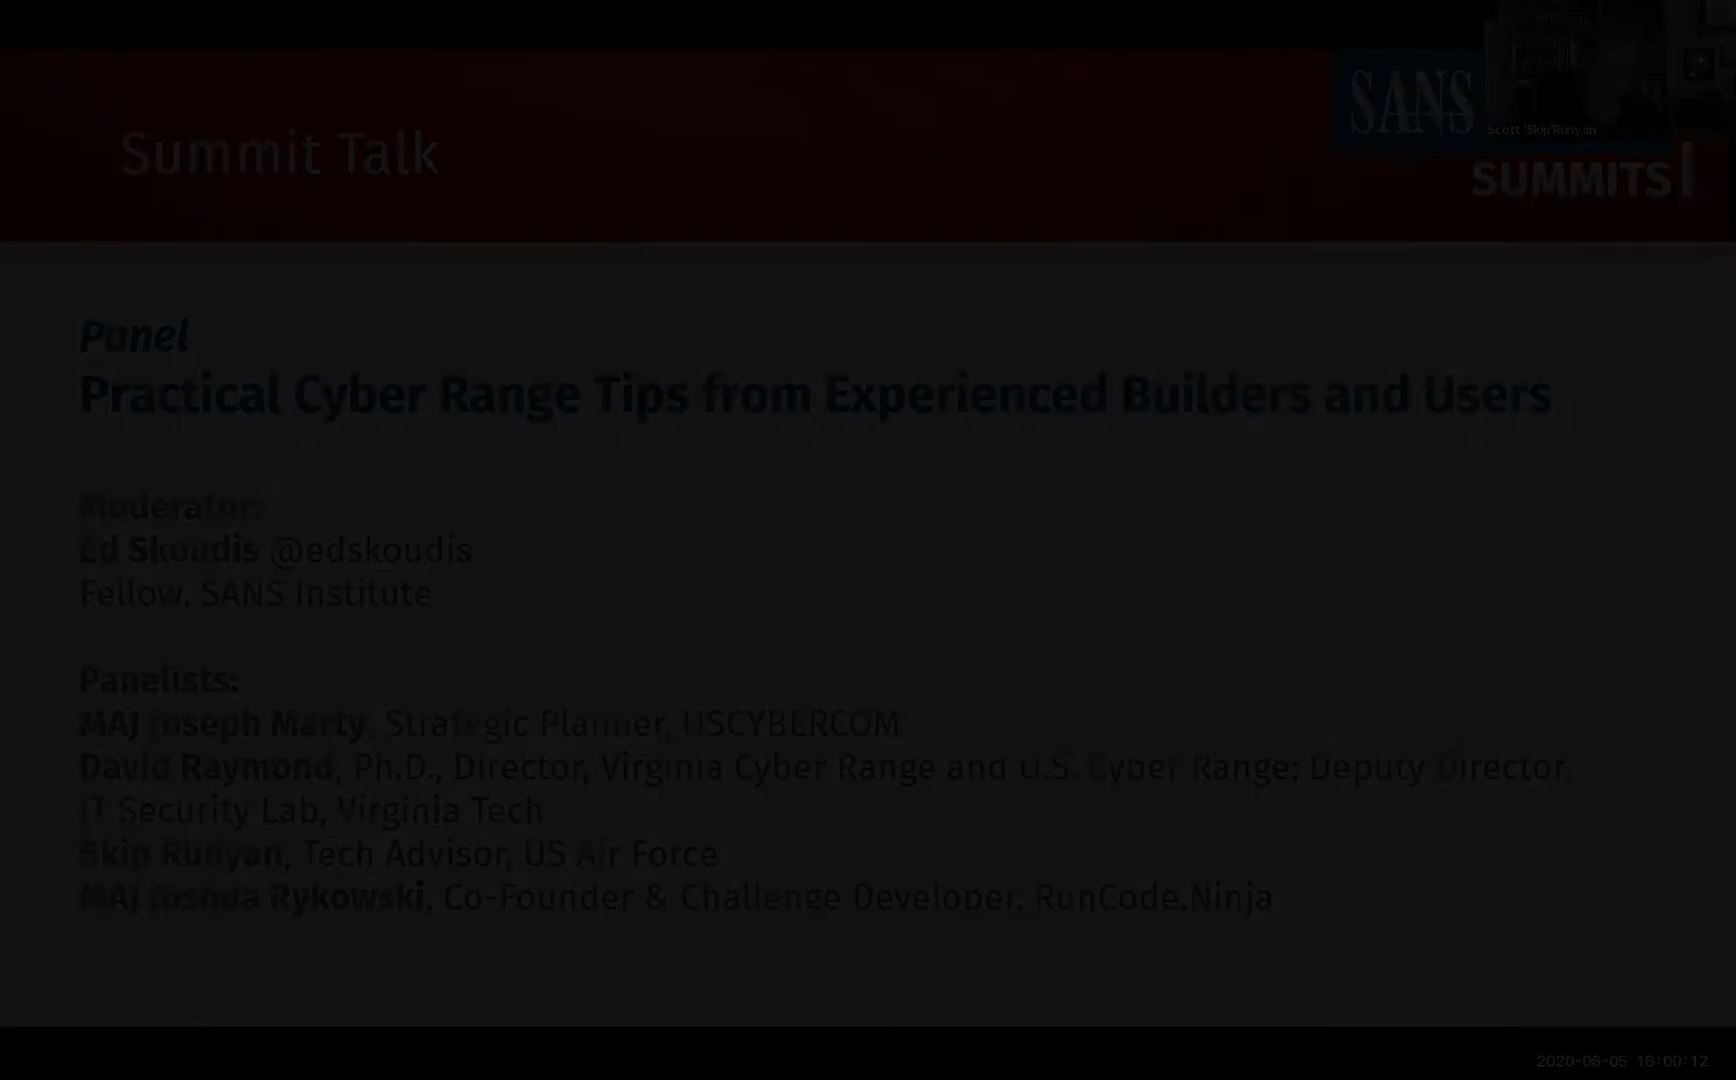 SANS
Scott 'Skip'Runyan
Summit Talk
SUMMITS
Panel
Practical Cyber Range Tips from Experienced Builders and Users
Moderator:
Ed Skoudis @edskoudis
Fellow, SANS Institute
Panelists:
MAJ Joseph Marty, Strategic Planner, USCYBERCOM
David Raymond, Ph.D., Director, Virginia Cyber Range and U.S. Cyber Range; Deputy Director,
IT Security Lab, Virginia Tech
Skip Runyan, Tech Advisor, US Air Force
MAJ Joshua Rykowski, Co-Founder & Challenge Developer, RunCode.Ninja
2020-06-05 16:00:12